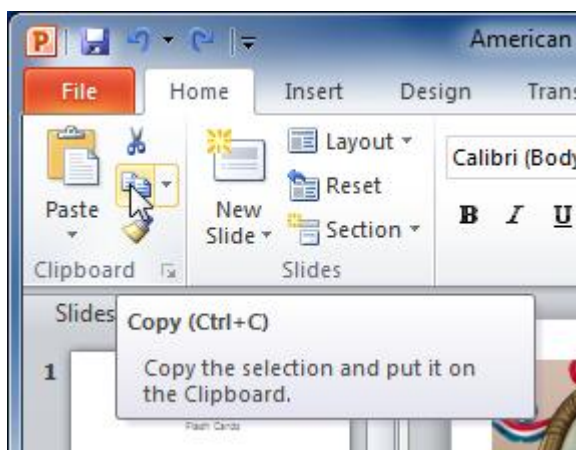 American
File Home Insert Design Trans
Paste
New
Slide
Layout
Reset
Section
Calibri (Body
B I U
Clipboard Slides
Slides
Copy (Ctrl+C)
Copy the selection and put it on
the Clipboard.
1
Flash Cards